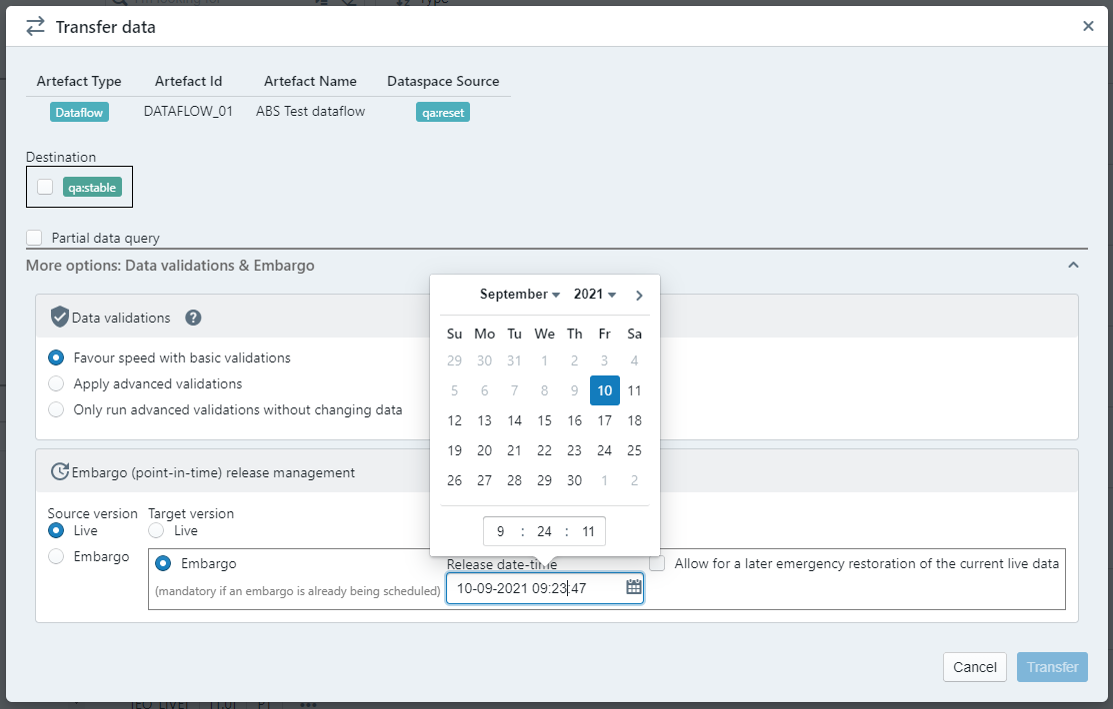 Type
Transfer data
Artefact Type Artefact Id Artefact Name Dataspace Source
Dataflow DATAFLOW_01 ABS Test dataflow qa:reset
Destination
qa:stable
Partial data query
More options: Data validations & Embargo
September 2021
Data validations ?
Su Mo Tu We Th Fr Sa
Favour speed with basic validations
29 30 31 1 2 3 4
Apply advanced validations
5 6 7 8 9 10 11
Only run advanced validations without changing data
12 13 14 15 16 17 18
19 20 21 22 23 24 25
26 27 28 29 30 1 2
Embargo (point-in-time) release management
9 : 24 : 11
Source version Target version
Live Live
Embargo
Embargo
(mandatory if an embargo is already being scheduled)
Release date-time
10-09-2021 09:23:47
Allow for a later emergency restoration of the current live data
Cancel Transfer